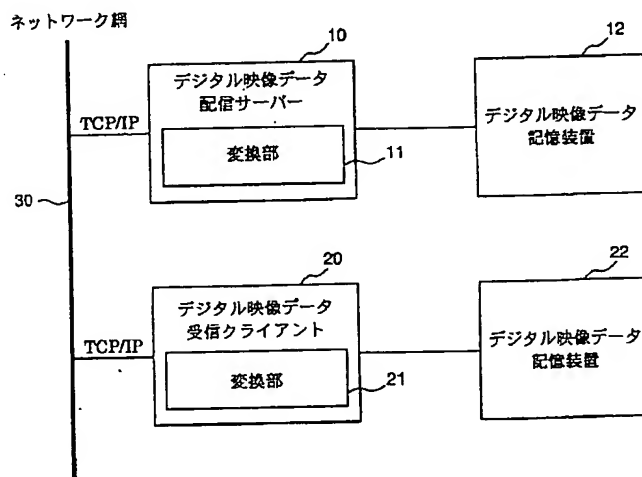 ネットワーク網
10
12
デジタル映像データ
配信サーバー
デジタル映像データ
記憶装置
TCP/IP
変換部
11
30
20
22
デジタル映像データ
受信クライアント
デジタル映像データ
記憶装置
TCP/IP
変換部
21